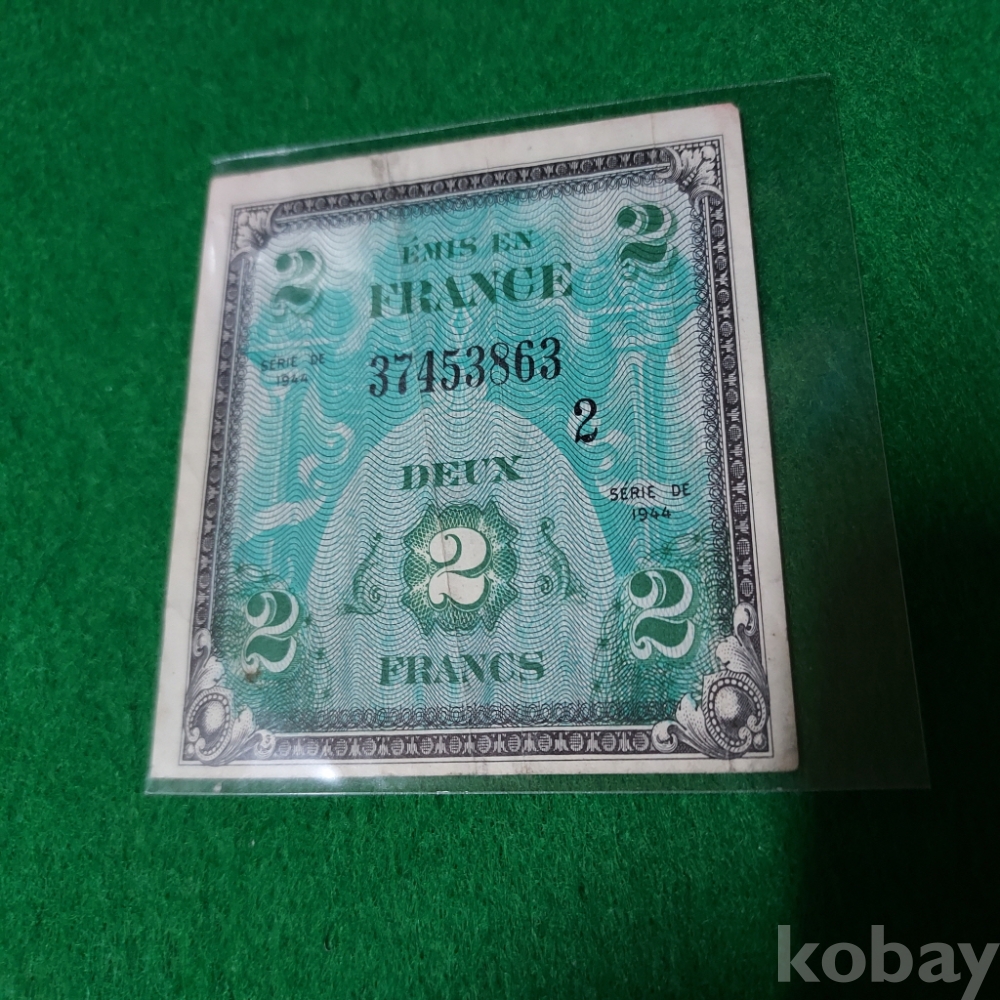 2
2
ÉMIS EN
FRANCE
SÉRIE DE
1944
37453863
2
DEUX
SÉRIE DE
1944
2
2
2
FRANCS
kobay